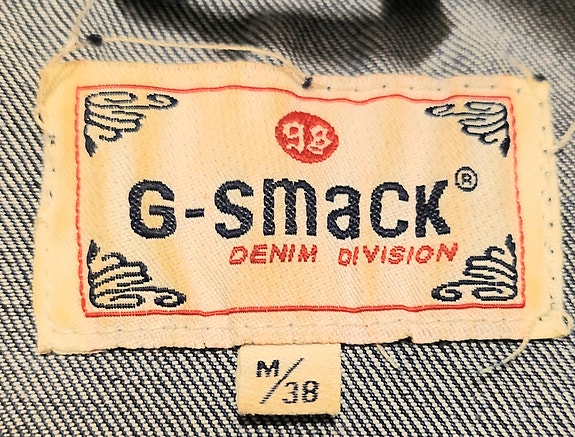 98
G-SMaCK®
DENIM DIVISION
M/38